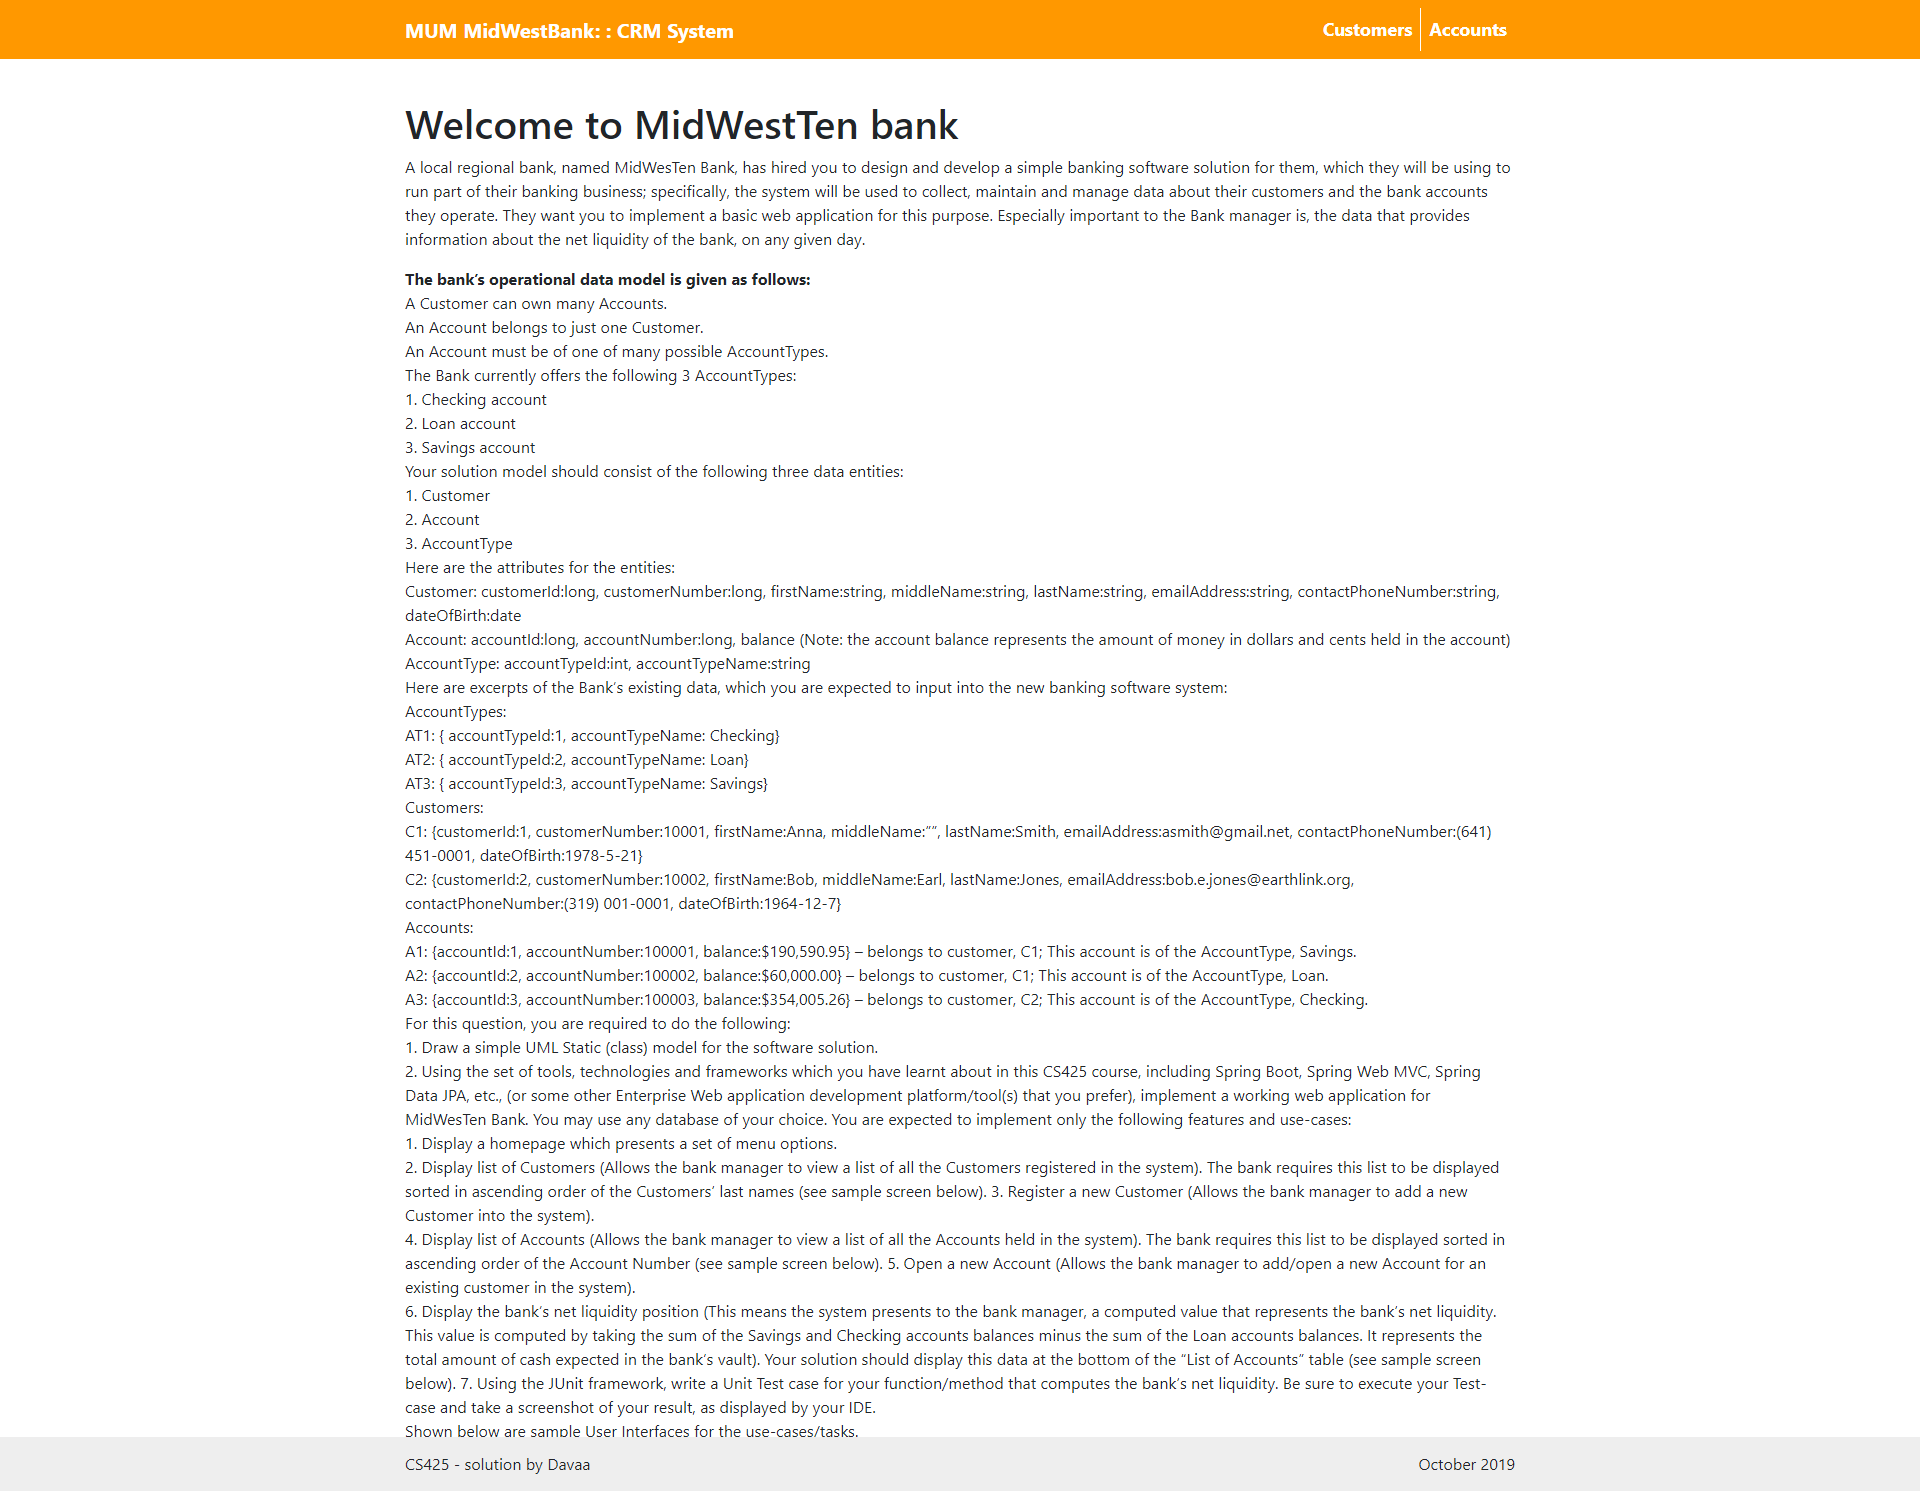 MUM MidWestBank: : CRM System
Customers
Accounts
Welcome to MidWestTen bank
A local regional bank, named MidWesTen Bank, has hired you to design and develop a simple banking software solution for them, which they will be using to
run part of their banking business; specifically, the system will be used to collect, maintain and manage data about their customers and the bank accounts
they operate. They want you to implement a basic web application for this purpose. Especially important to the Bank manager is, the data that provides
information about the net liquidity of the bank, on any given day.
The bank's operational data model is given as follows:
A Customer can own many Accounts.
An Account belongs to just one Customer.
An Account must be of one of many possible AccountTypes.
The Bank currently offers the following 3 AccountTypes:
1. Checking account
2. Loan account
3. Savings account
Your solution model should consist of the following three data entities:
1. Customer
2. Account
3. AccountType
Here are the attributes for the entities:
Customer: customerId:long, customerNumber:long, firstName:string, middleName:string, lastName:string, emailAddress:string, contactPhoneNumber:string,
dateOfBirth:date
Account: accountId:long, accountNumber:long, balance (Note: the account balance represents the amount of money in dollars and cents held in the account)
AccountType: accountTypeId:int, accountTypeName:string
Here are excerpts of the Bank's existing data, which you are expected to input into the new banking software system:
AccountTypes:
AT1: { accountTypeId:1, accountTypeName: Checking}
AT2: { accountTypeId:2, accountTypeName: Loan}
AT3: { accountTypeId:3, accountTypeName: Savings}
Customers:
C1: {customerId:1, customerNumber:10001, firstName:Anna, middleName:"", lastName:Smith, emailAddress:asmith@gmail.net, contactPhoneNumber:(641)
451-0001, dateOfBirth:1978-5-21}
C2: {customerId:2, customerNumber:10002, firstName:Bob, middleName:Earl, lastName:Jones, emailAddress:bob.e.jones@earthlink.org,
contactPhoneNumber:(319) 001-0001, dateOfBirth:1964-12-7}
Accounts:
A1: {accountId:1, accountNumber:100001, balance:$190,590.95} – belongs to customer, C1; This account is of the AccountType, Savings.
A2: {accountId:2, accountNumber:100002, balance:$60,000.00} – belongs to customer, C1; This account is of the AccountType, Loan.
A3: {accountId:3, accountNumber:100003, balance:$354,005.26} – belongs to customer, C2; This account is of the AccountType, Checking.
For this question, you are required to do the following:
1. Draw a simple UML Static (class) model for the software solution.
2. Using the set of tools, technologies and frameworks which you have learnt about in this CS425 course, including Spring Boot, Spring Web MVC, Spring
Data JPA, etc., (or some other Enterprise Web application development platform/tool(s) that you prefer), implement a working web application for
MidWesTen Bank. You may use any database of your choice. You are expected to implement only the following features and use-cases:
1. Display a homepage which presents a set of menu options.
2. Display list of Customers (Allows the bank manager to view a list of all the Customers registered in the system). The bank requires this list to be displayed
sorted in ascending order of the Customers' last names (see sample screen below). 3. Register a new Customer (Allows the bank manager to add a new
Customer into the system).
4. Display list of Accounts (Allows the bank manager to view a list of all the Accounts held in the system). The bank requires this list to be displayed sorted in
ascending order of the Account Number (see sample screen below). 5. Open a new Account (Allows the bank manager to add/open a new Account for an
existing customer in the system).
6. Display the bank's net liquidity position (This means the system presents to the bank manager, a computed value that represents the bank's net liquidity.
This value is computed by taking the sum of the Savings and Checking accounts balances minus the sum of the Loan accounts balances. It represents the
total amount of cash expected in the bank's vault). Your solution should display this data at the bottom of the "List of Accounts" table (see sample screen
below). 7. Using the JUnit framework, write a Unit Test case for your function/method that computes the bank's net liquidity. Be sure to execute your Test-
case and take a screenshot of your result, as displayed by your IDE.
Shown below are sample User Interfaces for the use-cases/tasks.
CS425 - solution by Davaa
October 2019